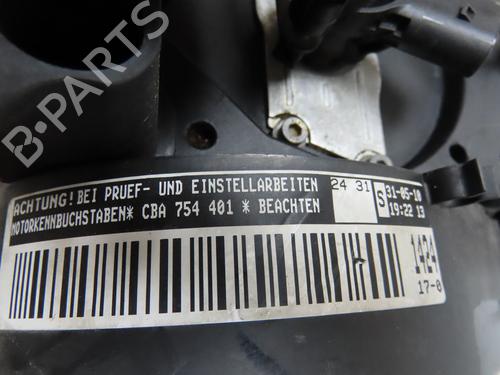 B-PARTS
ACHTUNG! BEI PRUEF- UND EINSTELLARBEITEN
MOTORKENNBUCHSTABEN* CBA 754 401 * BEACHTEN
24 31
S
31-05-10
19:22 13
1424
17-0